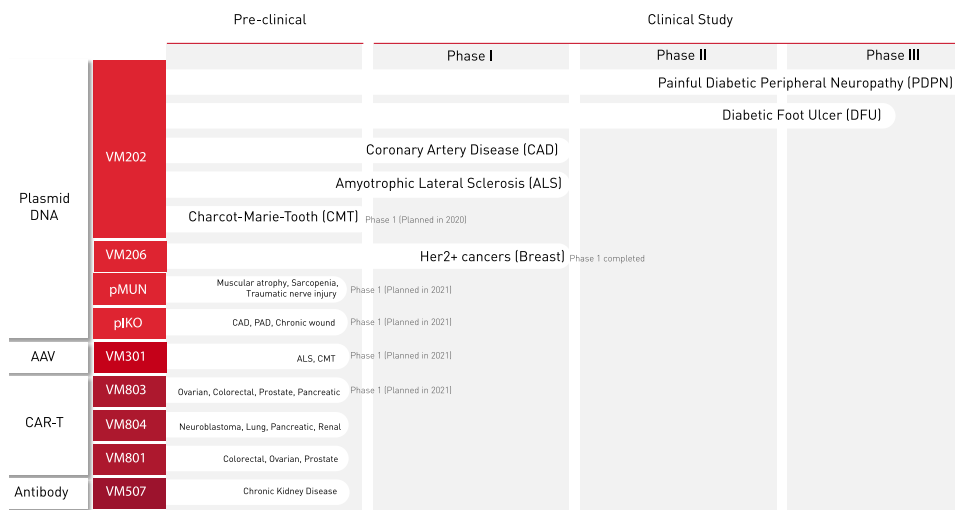 Pre-clinical
Clinical Study
Phase I
Phase II
Phase III
Plasmid
DNA
VM202
Painful Diabetic Peripheral Neuropathy (PDPN)
Diabetic Foot Ulcer (DFU)
Coronary Artery Disease (CAD)
Amyotrophic Lateral Sclerosis (ALS)
Charcot-Marie-Tooth (CMT)
Phase 1 (Planned in 2020)
VM206
Her2+ cancers (Breast)
Phase 1 completed
pMUN
Muscular atrophy, Sarcopenia,
Traumatic nerve injury
Phase 1 (Planned in 2021)
pIKO
CAD, PAD, Chronic wound
Phase 1 (Planned in 2021)
AAV
VM301
ALS, CMT
Phase 1 (Planned in 2021)
CAR-T
VM803
Ovarian, Colorectal, Prostate, Pancreatic
Phase 1 (Planned in 2021)
VM804
Neuroblastoma, Lung, Pancreatic, Renal
VM801
Colorectal, Ovarian, Prostate
Antibody
VM507
Chronic Kidney Disease